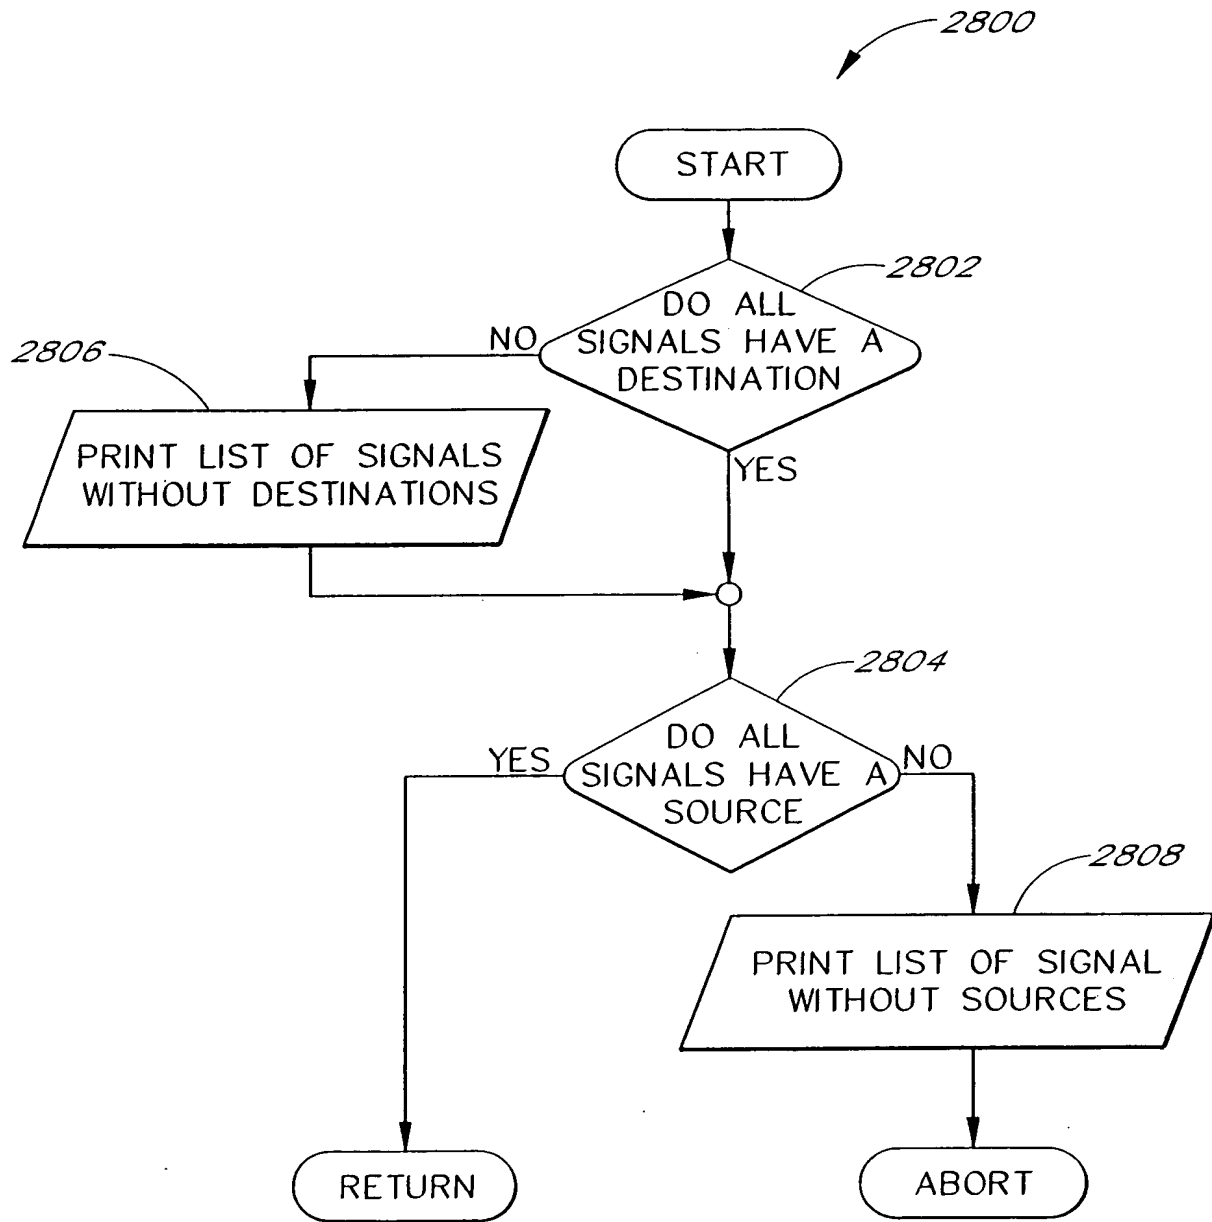 2800
START
2802
DO ALL
SIGNALS HAVE A
DESTINATION
NO
2806
PRINT LIST OF SIGNALS
WITHOUT DESTINATIONS
YES
2804
DO ALL
SIGNALS HAVE A
SOURCE
YES
NO
2808
PRINT LIST OF SIGNAL
WITHOUT SOURCES
RETURN
ABORT